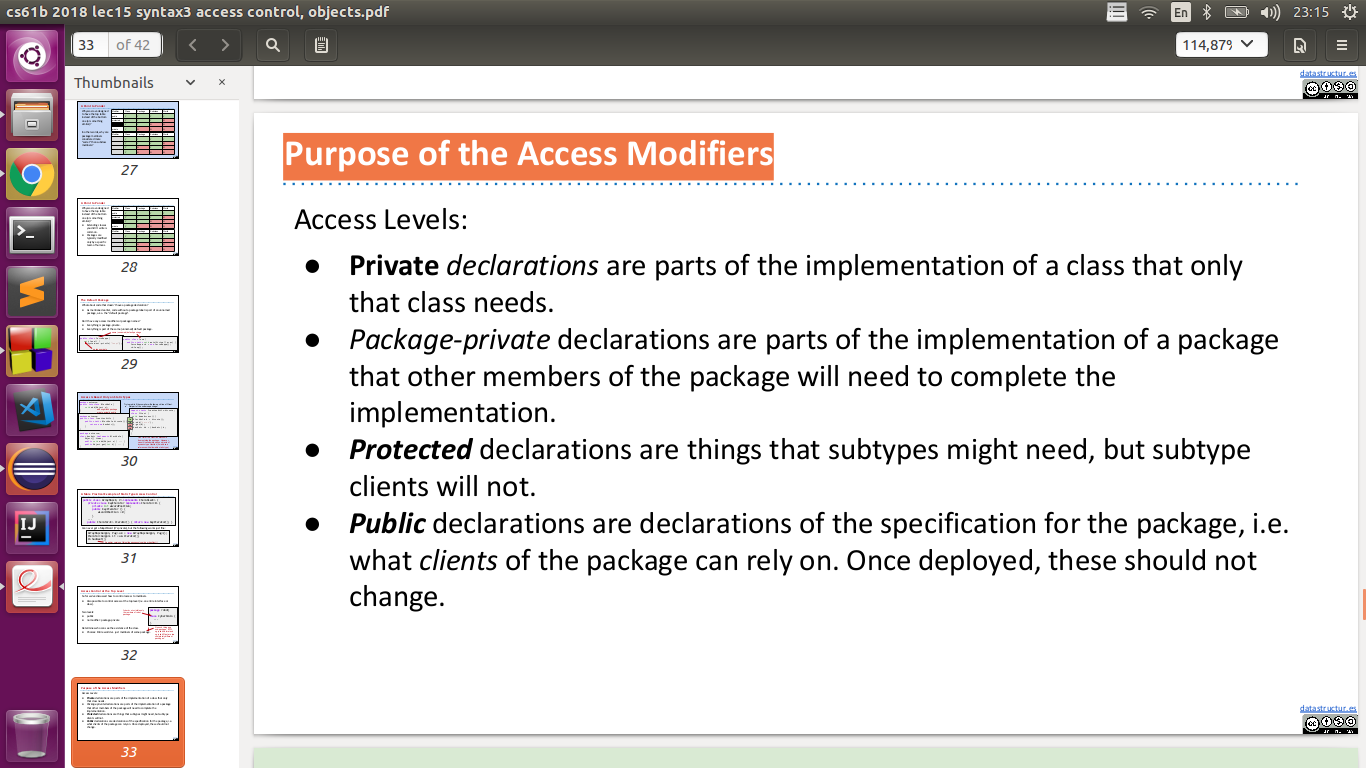 cs61b 2018 lec15 syntax3 access control, objects.pdf
En
23:15
33 of 42
114,87%
Thumbnails
27
28
29
30
31
32
33
datastructur.es
Purpose of the Access Modifiers
Access Levels:
● Private declarations are parts of the implementation of a class that only
that class needs.
● Package-private declarations are parts of the implementation of a package
that other members of the package will need to complete the
implementation.
● Protected declarations are things that subtypes might need, but subtype
clients will not.
● Public declarations are declarations of the specification for the package, i.e.
what clients of the package can rely on. Once deployed, these should not
change.
datastructur.es